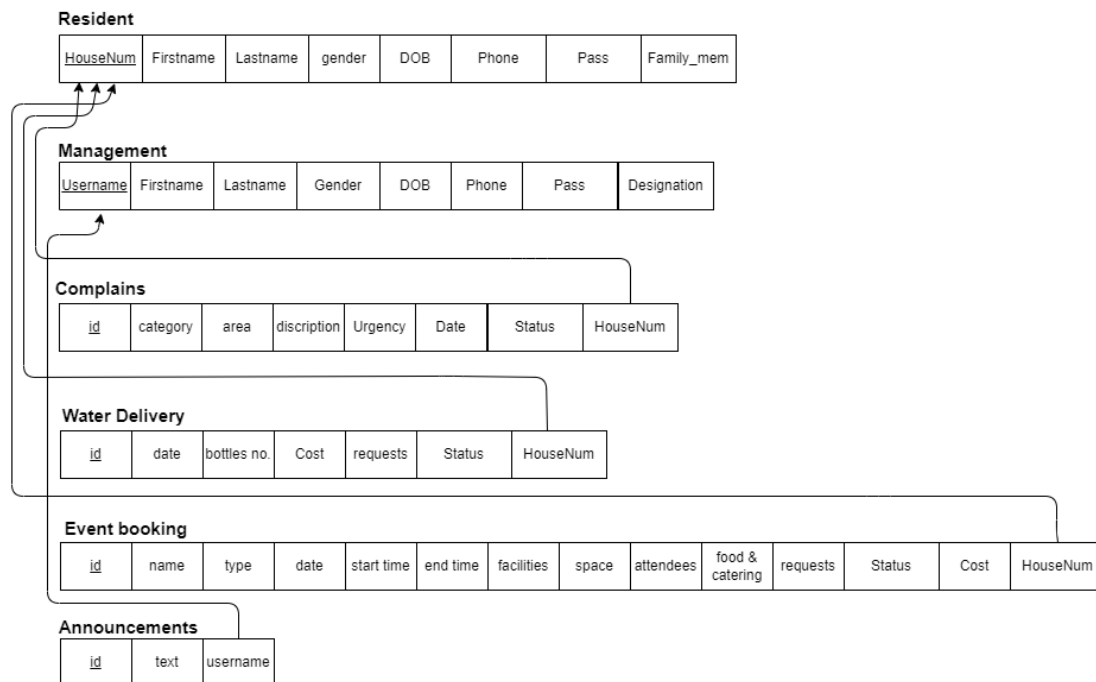 Resident
HouseNum Firstname Lastname gender DOB Phone Pass Family_mem
Management
Username Firstname Lastname Gender DOB Phone Pass Designation
Complains
id category area discription Urgency Date Status HouseNum
Water Delivery
id date bottles no. Cost requests Status HouseNum
Event booking
id name type date start time end time facilities space attendees food & catering requests Status Cost HouseNum
Announcements
id text username